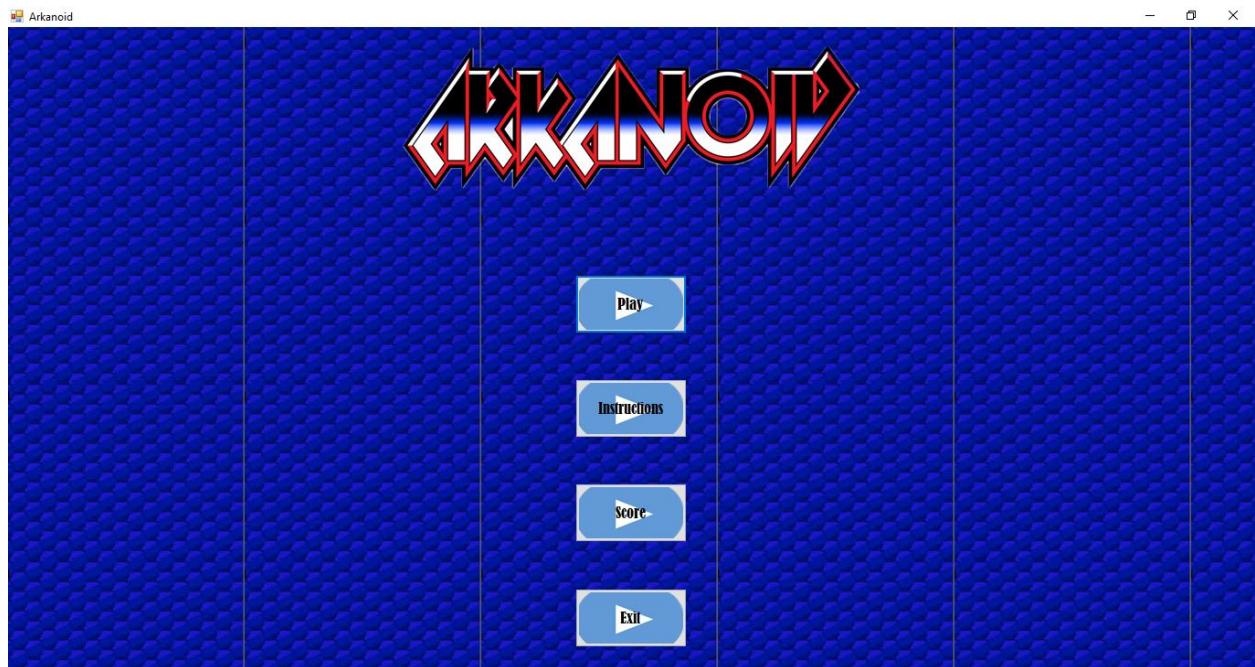 Arkanoid
ARKANOID
Play
Instructions
Score
Exit